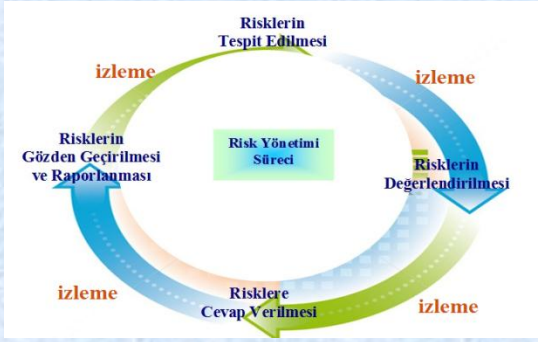 Risklerin
Tespit Edilmesi
izleme
izleme
Risklerin
Gözden Geçirilmesi
ve Raporlanması
Risk Yönetimi
Süreci
Risklerin
Değerlendirilmesi
izleme
izleme
Risklere
Cevap Verilmesi